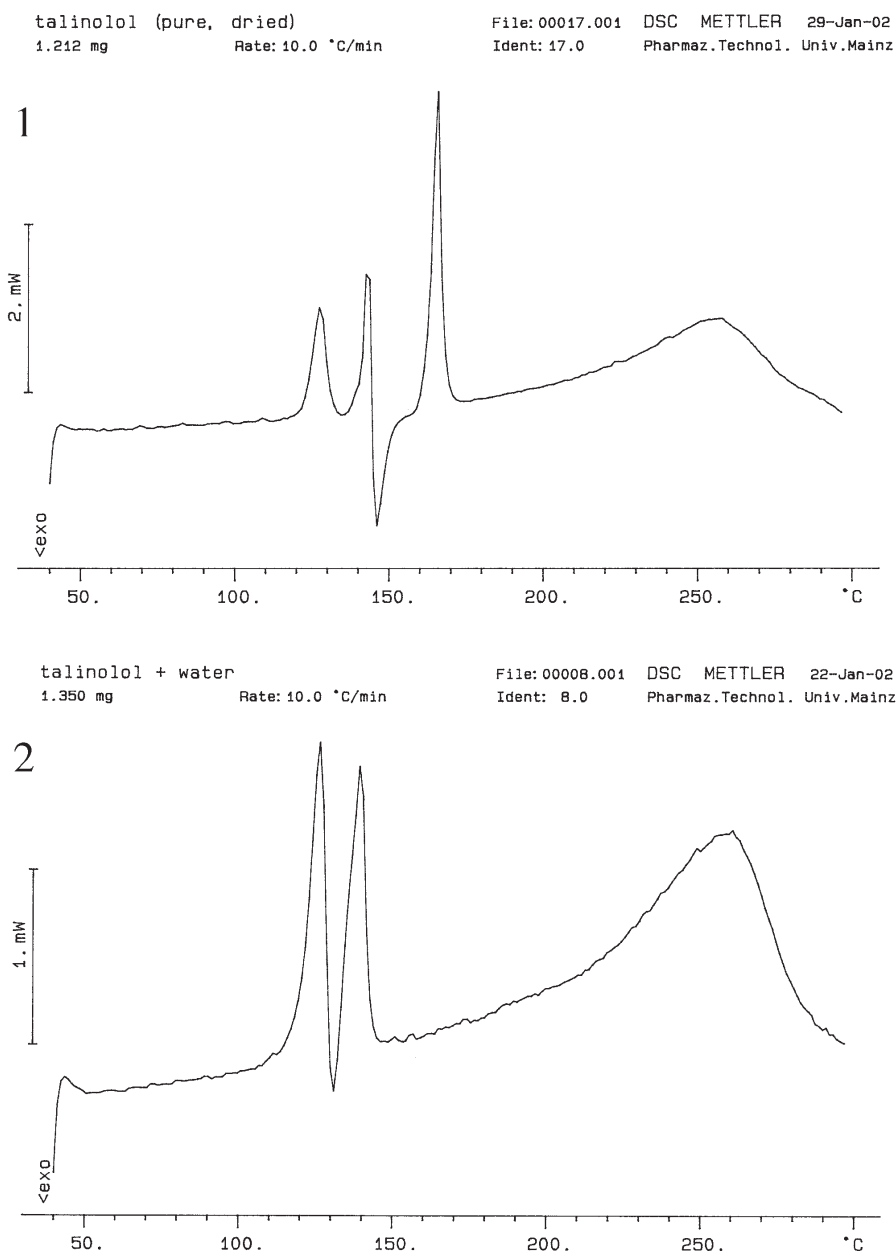 talinolol (pure, dried) File: 00017.001 DSC METTLER 29-Jan-02
1.212 mg Rate: 10.0 °C/min Ident: 17.0 Pharmaz.Technol. Univ.Mainz
1
2. mW
<exo
50. 100. 150. 200. 250. °C
talinolol + water File: 00008.001 DSC METTLER 22-Jan-02
1.350 mg Rate: 10.0 °C/min Ident: 8.0 Pharmaz.Technol. Univ.Mainz
2
1. mW
<exo
50. 100. 150. 200. 250. °C